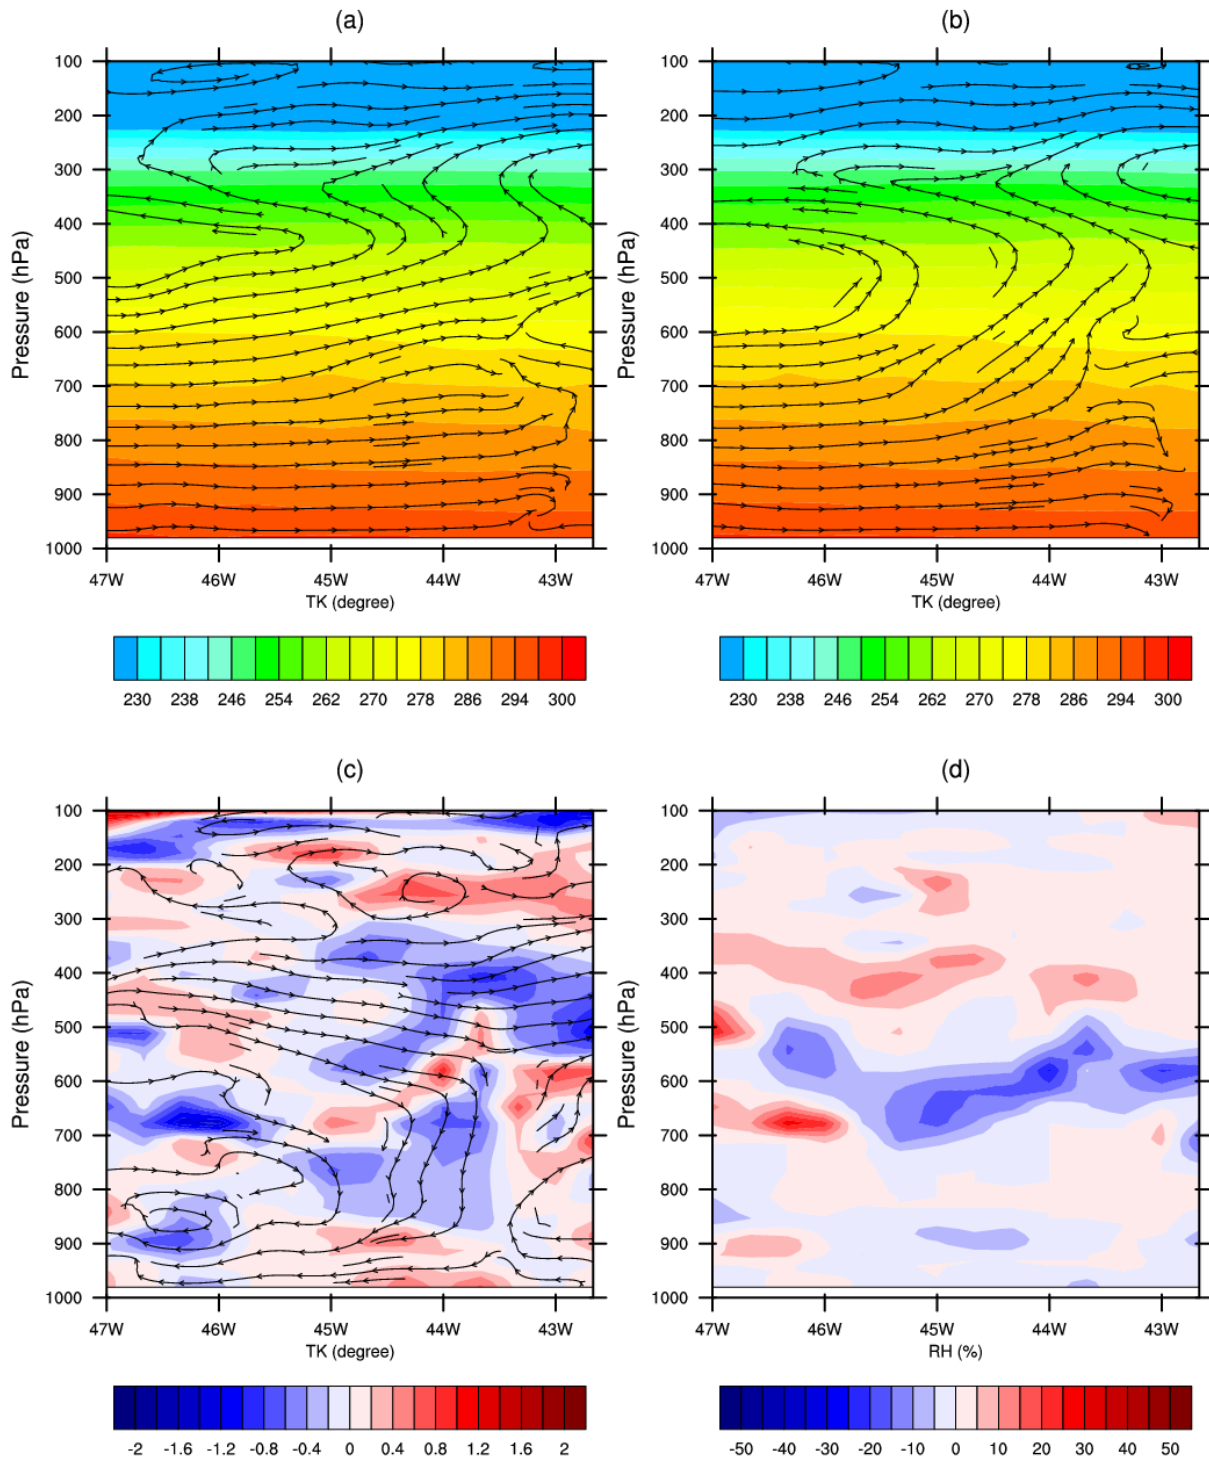 (a)
100
200
300
400
500
600
700
800
900
1000
Pressure (hPa)
47W 46W 45W 44W 43W
TK (degree)
230 238 246 254 262 270 278 286 294 300
(b)
100
200
300
400
500
600
700
800
900
1000
Pressure (hPa)
47W 46W 45W 44W 43W
TK (degree)
230 238 246 254 262 270 278 286 294 300
(c)
100
200
300
400
500
600
700
800
900
1000
Pressure (hPa)
47W 46W 45W 44W 43W
TK (degree)
-2 -1.6 -1.2 -0.8 -0.4 0 0.4 0.8 1.2 1.6 2
(d)
100
200
300
400
500
600
700
800
900
1000
Pressure (hPa)
47W 46W 45W 44W 43W
RH (%)
-50 -40 -30 -20 -10 0 10 20 30 40 50